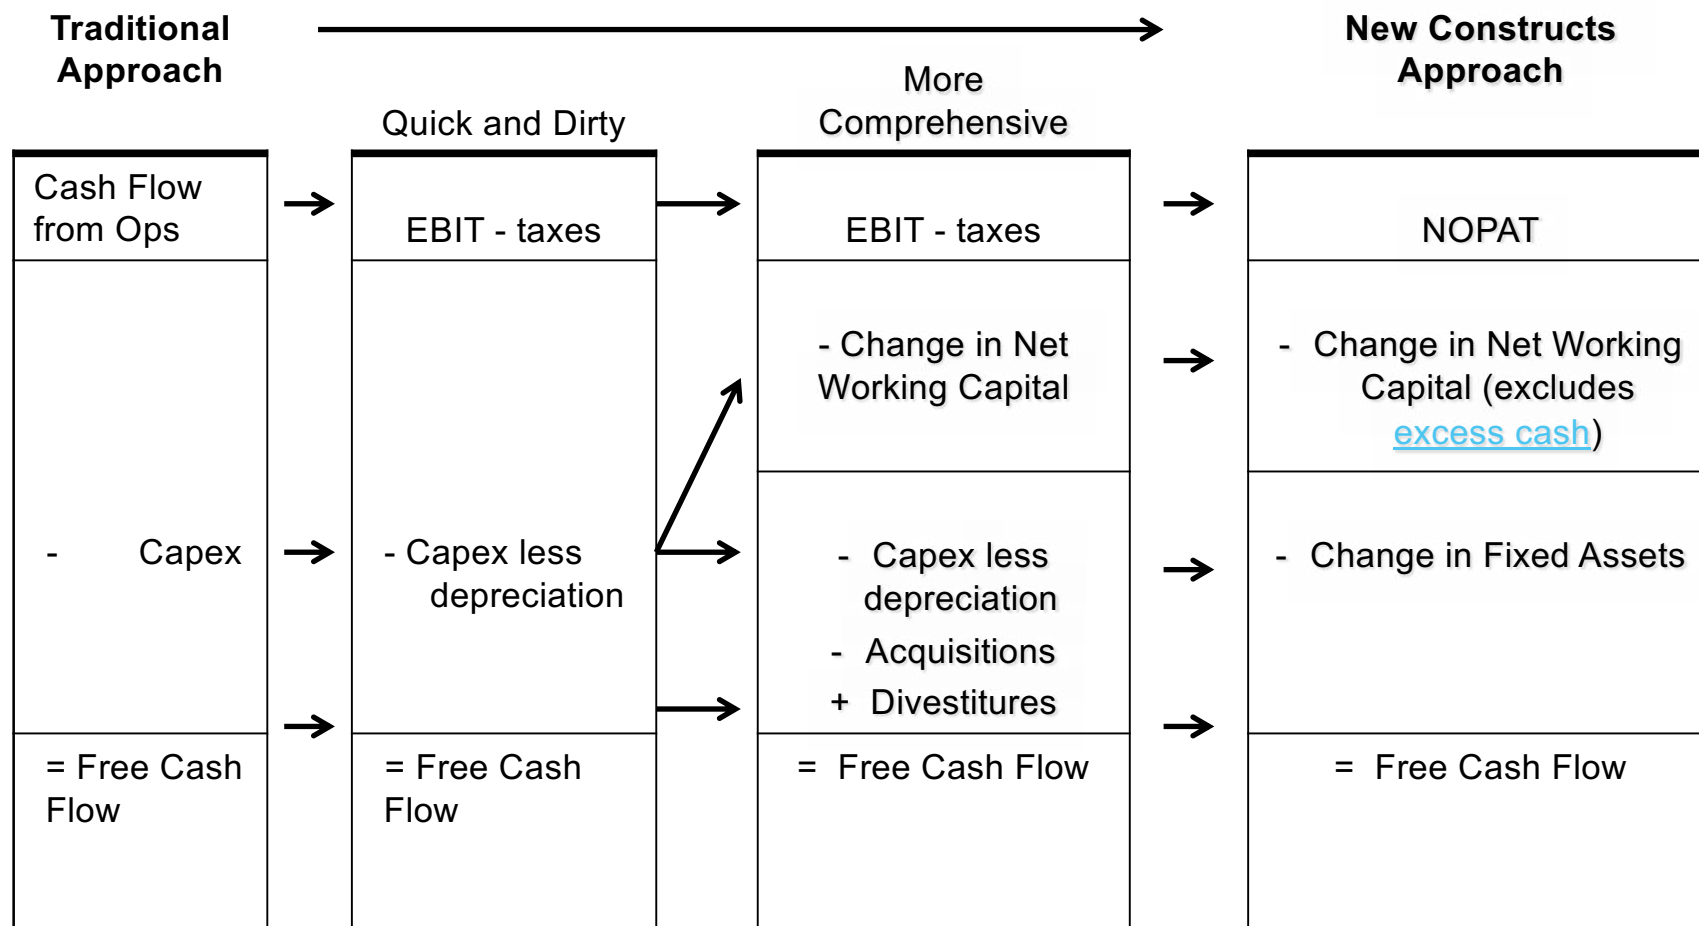 Traditional
Approach
New Constructs
Approach
Quick and Dirty
More
Comprehensive
Cash Flow
from Ops
EBIT - taxes
EBIT - taxes
NOPAT
- Change in Net
Working Capital
- Change in Net Working
Capital (excludes
excess cash)
- Capex
- Capex less
depreciation
- Capex less
depreciation
- Acquisitions
+ Divestitures
- Change in Fixed Assets
= Free Cash
Flow
= Free Cash
Flow
= Free Cash Flow
= Free Cash Flow